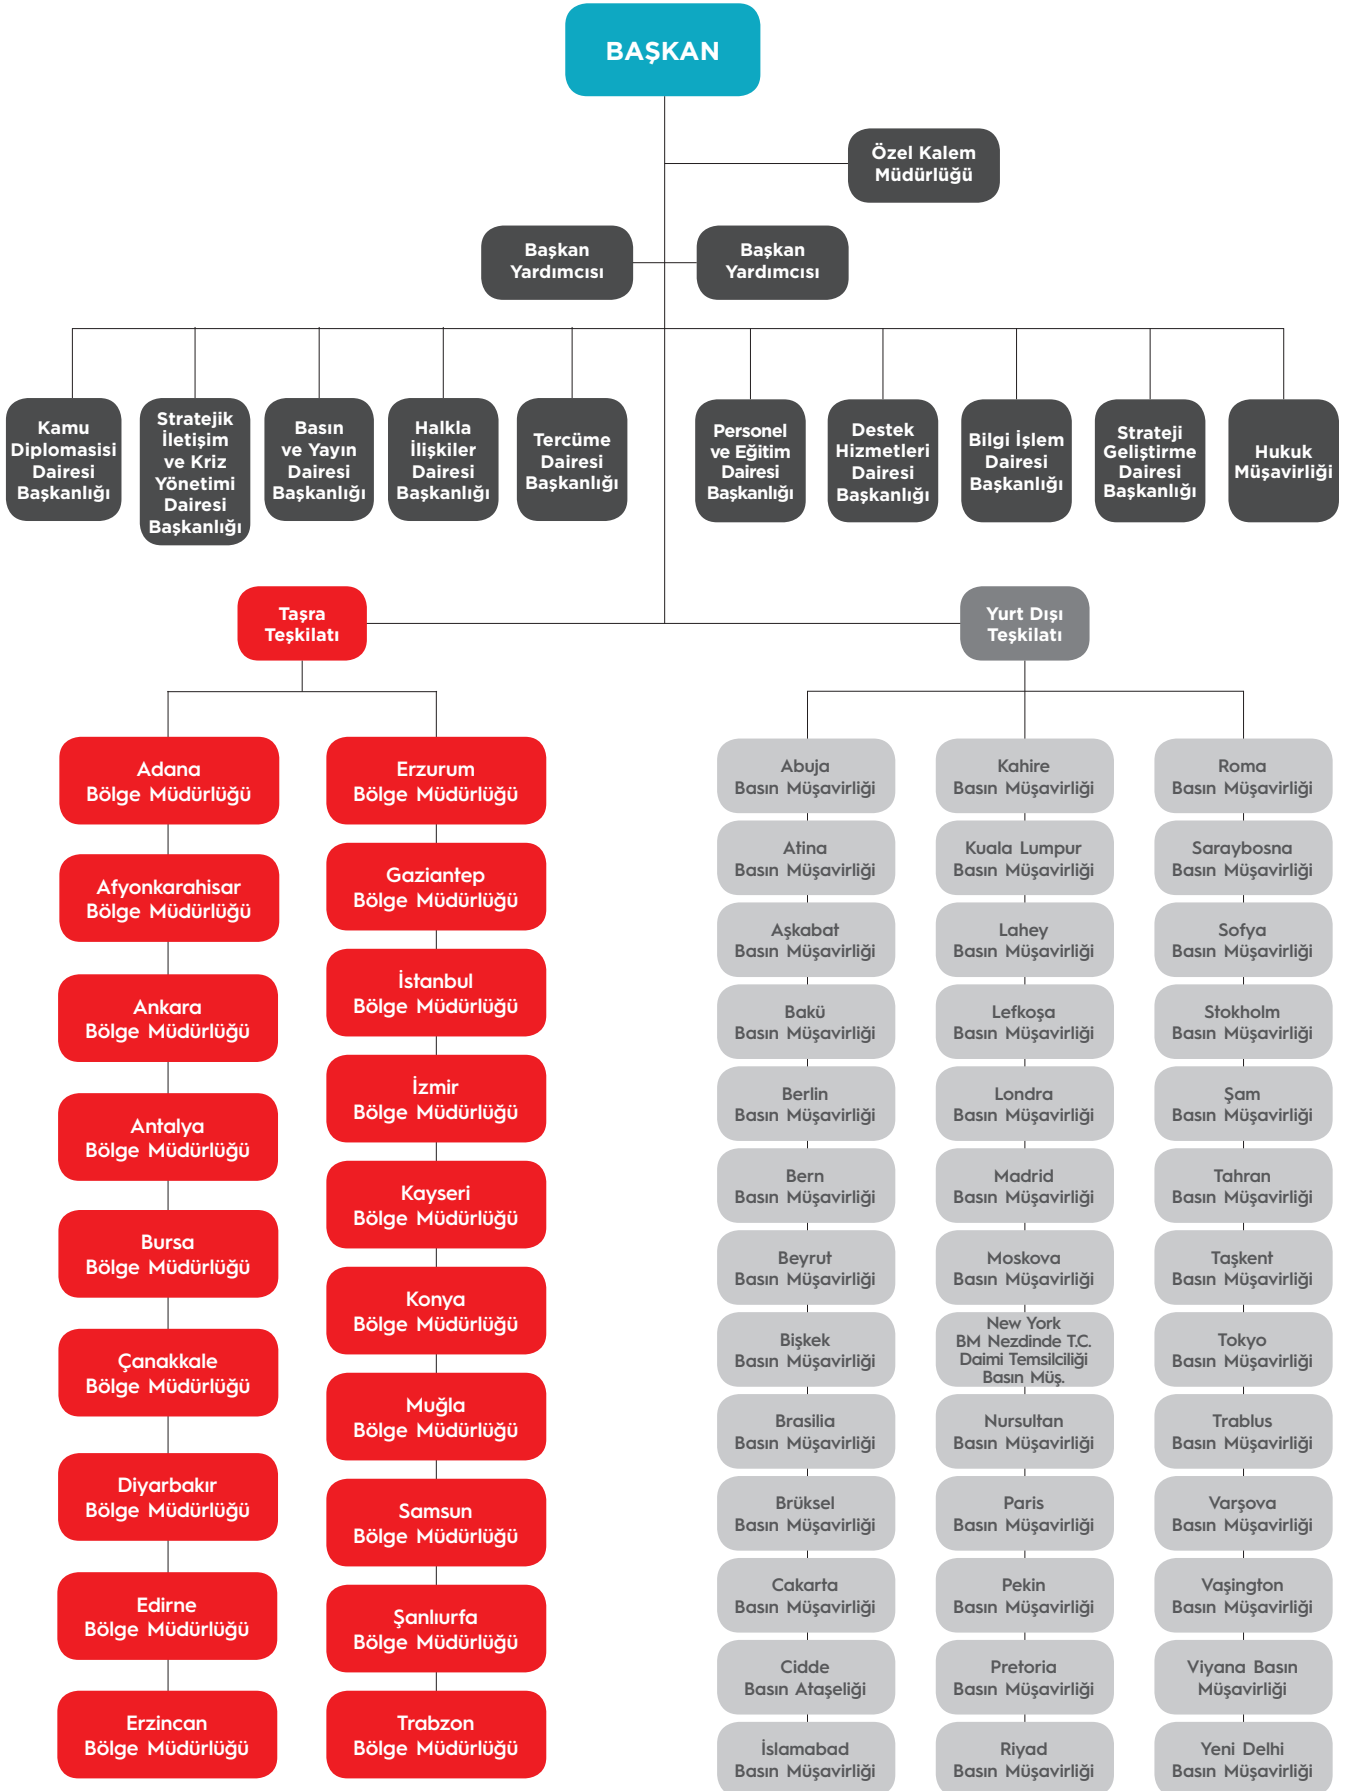 BAŞKAN
Özel Kalem
Müdürlüğü
Başkan
Yardımcısı
Başkan
Yardımcısı
Kamu
Diplomasisi
Dairesi
Başkanlığı
Stratejik
İletişim
ve Kriz
Yönetimi
Dairesi
Başkanlığı
Basın
ve Yayın
Dairesi
Başkanlığı
Halkla
İlişkiler
Dairesi
Başkanlığı
Tercüme
Dairesi
Başkanlığı
Personel
ve Eğitim
Dairesi
Başkanlığı
Destek
Hizmetleri
Dairesi
Başkanlığı
Bilgi İşlem
Dairesi
Başkanlığı
Strateji
Geliştirme
Dairesi
Başkanlığı
Hukuk
Müşavirliği
Taşra
Teşkilatı
Yurt Dışı
Teşkilatı
Adana
Bölge Müdürlüğü
Afyonkarahisar
Bölge Müdürlüğü
Ankara
Bölge Müdürlüğü
Antalya
Bölge Müdürlüğü
Bursa
Bölge Müdürlüğü
Çanakkale
Bölge Müdürlüğü
Diyarbakır
Bölge Müdürlüğü
Edirne
Bölge Müdürlüğü
Erzincan
Bölge Müdürlüğü
Erzurum
Bölge Müdürlüğü
Gaziantep
Bölge Müdürlüğü
İstanbul
Bölge Müdürlüğü
İzmir
Bölge Müdürlüğü
Kayseri
Bölge Müdürlüğü
Konya
Bölge Müdürlüğü
Muğla
Bölge Müdürlüğü
Samsun
Bölge Müdürlüğü
Şanlıurfa
Bölge Müdürlüğü
Trabzon
Bölge Müdürlüğü
Abuja
Basın Müşavirliği
Atina
Basın Müşavirliği
Aşkabat
Basın Müşavirliği
Bakü
Basın Müşavirliği
Berlin
Basın Müşavirliği
Bern
Basın Müşavirliği
Beyrut
Basın Müşavirliği
Bişkek
Basın Müşavirliği
Brasilia
Basın Müşavirliği
Brüksel
Basın Müşavirliği
Cakarta
Basın Müşavirliği
Cidde
Basın Ataşeliği
İslamabad
Basın Müşavirliği
Kahire
Basın Müşavirliği
Kuala Lumpur
Basın Müşavirliği
Lahey
Basın Müşavirliği
Lefkoşa
Basın Müşavirliği
Londra
Basın Müşavirliği
Madrid
Basın Müşavirliği
Moskova
Basın Müşavirliği
New York
BM Nezdinde T.C.
Daimi Temsilciliği
Basın Müş.
Nursultan
Basın Müşavirliği
Paris
Basın Müşavirliği
Pekin
Basın Müşavirliği
Pretoria
Basın Müşavirliği
Riyad
Basın Müşavirliği
Roma
Basın Müşavirliği
Saraybosna
Basın Müşavirliği
Sofya
Basın Müşavirliği
Stokholm
Basın Müşavirliği
Şam
Basın Müşavirliği
Tahran
Basın Müşavirliği
Taşkent
Basın Müşavirliği
Tokyo
Basın Müşavirliği
Trablus
Basın Müşavirliği
Varşova
Basın Müşavirliği
Vaşington
Basın Müşavirliği
Viyana Basın
Müşavirliği
Yeni Delhi
Basın Müşavirliği